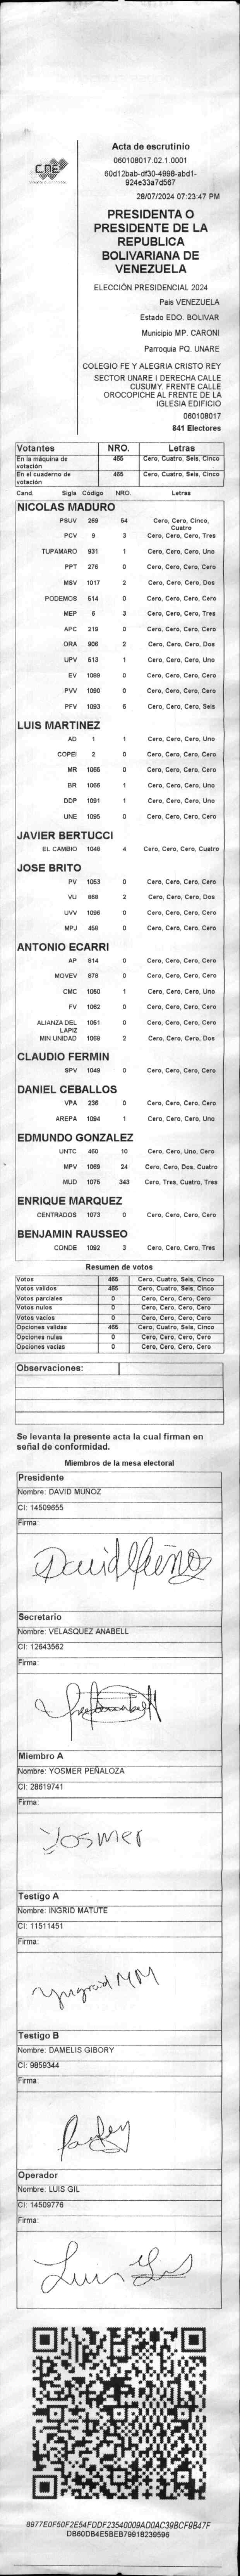 CNE
Acta de escrutinio
060108017.02.1.0001
60d12bab-df30-4998-abd1-
924e33a7d567
28/07/2024 07:23:47 PM
PRESIDENTA O
PRESIDENTE DE LA
REPUBLICA
BOLIVARIANA DE
VENEZUELA
ELECCIÓN PRESIDENCIAL 2024
Pais VENEZUELA
Estado EDO. BOLIVAR
Municipio MP. CARONI
Parroquia PQ. UNARE
COLEGIO FE Y ALEGRIA CRISTO REY
SECTOR UNARE I DERECHA CALLE
CUSUMY. FRENTE CALLE
OROCOPICHE AL FRENTE DE LA
IGLESIA EDIFICIO
060108017
841 Electores
Votantes NRO. Letras
En la máquina de votación 465 Cero, Cuatro, Seis, Cinco
En el cuaderno de votación 465 Cero, Cuatro, Seis, Cinco
Cand. Sigla Código NRO. Letras
NICOLAS MADURO
PSUV 269 54 Cero, Cero, Cinco, Cuatro
PCV 9 3 Cero, Cero, Cero, Tres
TUPAMARO 931 1 Cero, Cero, Cero, Uno
PPT 276 0 Cero, Cero, Cero, Cero
MSV 1017 2 Cero, Cero, Cero, Dos
PODEMOS 514 0 Cero, Cero, Cero, Cero
MEP 6 3 Cero, Cero, Cero, Tres
APC 219 0 Cero, Cero, Cero, Cero
ORA 906 2 Cero, Cero, Cero, Dos
UPV 513 1 Cero, Cero, Cero, Uno
EV 1089 0 Cero, Cero, Cero, Cero
PVV 1090 0 Cero, Cero, Cero, Cero
PFV 1093 6 Cero, Cero, Cero, Seis
LUIS MARTINEZ
AD 1 1 Cero, Cero, Cero, Uno
COPEI 2 0 Cero, Cero, Cero, Cero
MR 1065 0 Cero, Cero, Cero, Cero
BR 1066 1 Cero, Cero, Cero, Uno
DDP 1091 1 Cero, Cero, Cero, Uno
UNE 1095 0 Cero, Cero, Cero, Cero
JAVIER BERTUCCI
EL CAMBIO 1048 4 Cero, Cero, Cero, Cuatro
JOSE BRITO
PV 1053 0 Cero, Cero, Cero, Cero
VU 868 2 Cero, Cero, Cero, Dos
UVV 1096 0 Cero, Cero, Cero, Cero
MPJ 459 0 Cero, Cero, Cero, Cero
ANTONIO ECARRI
AP 814 0 Cero, Cero, Cero, Cero
MOVEV 878 0 Cero, Cero, Cero, Cero
CMC 1050 1 Cero, Cero, Cero, Uno
FV 1062 0 Cero, Cero, Cero, Cero
ALIANZA DEL LAPIZ 1051 0 Cero, Cero, Cero, Cero
MIN UNIDAD 1068 2 Cero, Cero, Cero, Dos
CLAUDIO FERMIN
SPV 1049 0 Cero, Cero, Cero, Cero
DANIEL CEBALLOS
VPA 236 0 Cero, Cero, Cero, Cero
AREPA 1094 1 Cero, Cero, Cero, Uno
EDMUNDO GONZALEZ
UNTC 460 10 Cero, Cero, Uno, Cero
MPV 1069 24 Cero, Cero, Dos, Cuatro
MUD 1075 343 Cero, Tres, Cuatro, Tres
ENRIQUE MARQUEZ
CENTRADOS 1073 0 Cero, Cero, Cero, Cero
BENJAMIN RAUSSEO
CONDE 1092 3 Cero, Cero, Cero, Tres
Resumen de votos
Votos 465 Cero, Cuatro, Seis, Cinco
Votos validos 465 Cero, Cuatro, Seis, Cinco
Votos parciales 0 Cero, Cero, Cero, Cero
Votos nulos 0 Cero, Cero, Cero, Cero
Votos vacios 0 Cero, Cero, Cero, Cero
Opciones validas 465 Cero, Cuatro, Seis, Cinco
Opciones nulas 0 Cero, Cero, Cero, Cero
Opciones vacias 0 Cero, Cero, Cero, Cero
Observaciones:
Se levanta la presente acta la cual firman en
señal de conformidad.
Miembros de la mesa electoral
Presidente
Nombre: DAVID MUÑOZ
CI: 14509655
Firma:
David Muñoz
Secretario
Nombre: VELASQUEZ ANABELL
CI: 12643562
Firma:
Miembro A
Nombre: YOSMER PEÑALOZA
CI: 28619741
Firma:
Yosmer
Testigo A
Nombre: INGRID MATUTE
CI: 11511451
Firma:
Testigo B
Nombre: DAMELIS GIBORY
CI: 9859344
Firma:
Operador
Nombre: LUIS GIL
CI: 14509776
Firma:
Luis Gil
6977E0F50F2E54FDDF23540009AD0AC39BCF9B47F
DB60DB4E5BEB79918239596